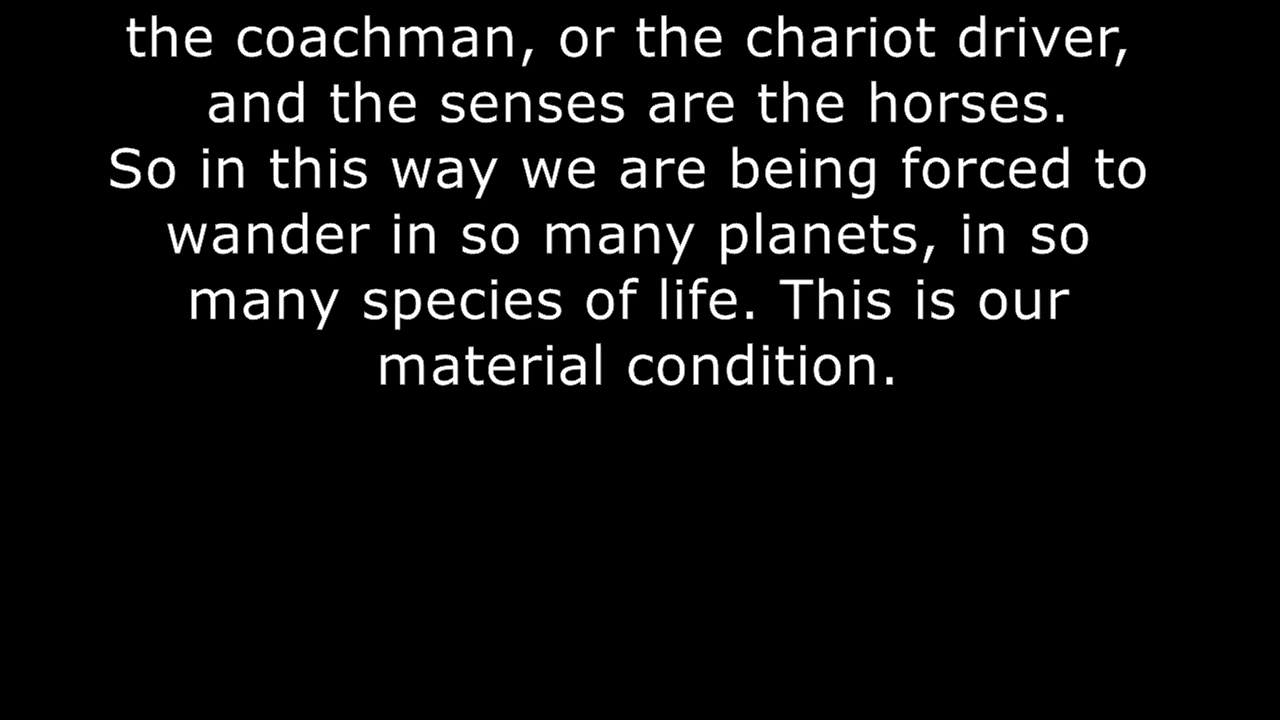 the coachman, or the chariot driver,
and the senses are the horses.
So in this way we are being forced to
wander in so many planets, in so
many species of life. This is our
material condition.